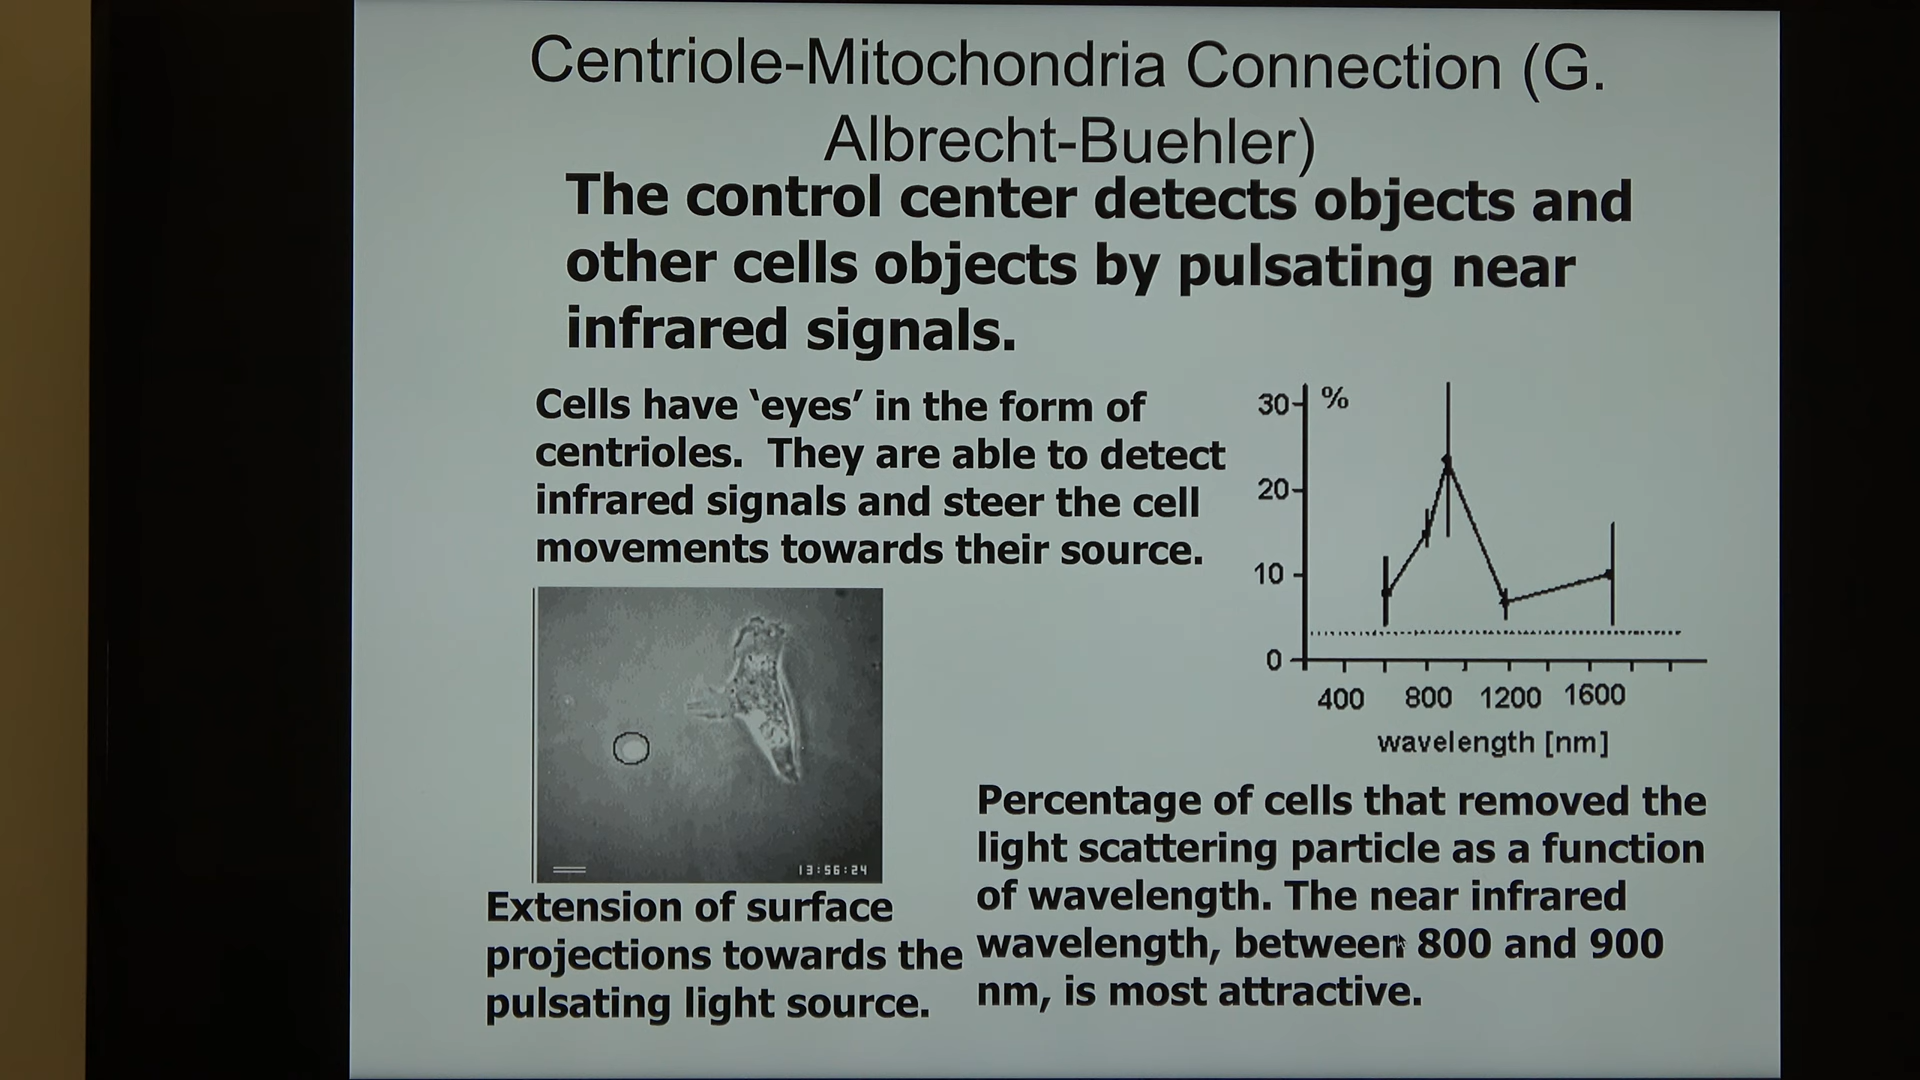 Centriole-Mitochondria Connection (G.
Albrecht-Buehler)
The control center detects objects and
other cells objects by pulsating near
infrared signals.
Cells have ‘eyes’ in the form of
centrioles.  They are able to detect
infrared signals and steer the cell
movements towards their source.
30 %
20
10
0
400 800 1200 1600
wavelength [nm]
13:56:24
Extension of surface
projections towards the
pulsating light source.
Percentage of cells that removed the
light scattering particle as a function
of wavelength. The near infrared
wavelength, between 800 and 900
nm, is most attractive.